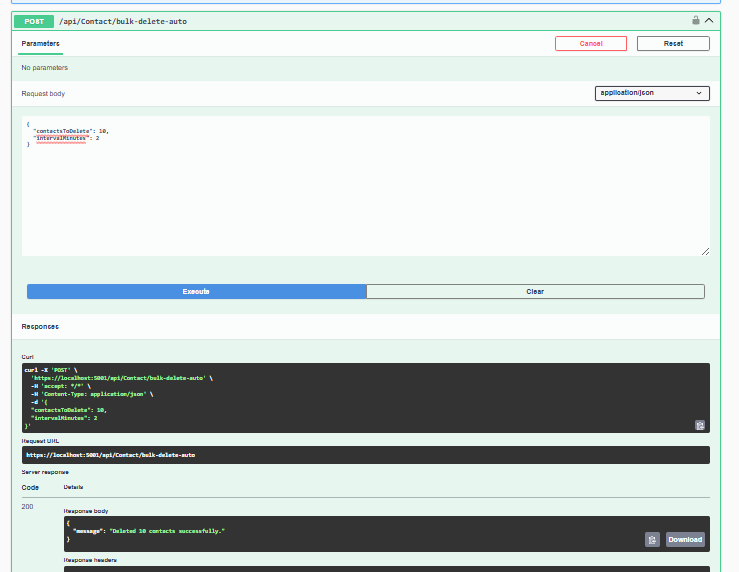 POST /api/Contact/bulk-delete-auto
Parameters
Cancel
Reset
No parameters
Request body
application/json
{
"contactsToDelete": 10,
"intervalMinutes": 2
}
Execute
Clear
Responses
Curl
curl -X 'POST' \
'https://localhost:5001/api/Contact/bulk-delete-auto' \
-H 'accept: */*' \
-H 'Content-Type: application/json' \
-d '{
"contactsToDelete": 10,
"intervalMinutes": 2
}'
Request URL
https://localhost:5001/api/Contact/bulk-delete-auto
Server response
Code Details
200
Response body
{
"message": "Deleted 10 contacts successfully."
}
Download
Response headers